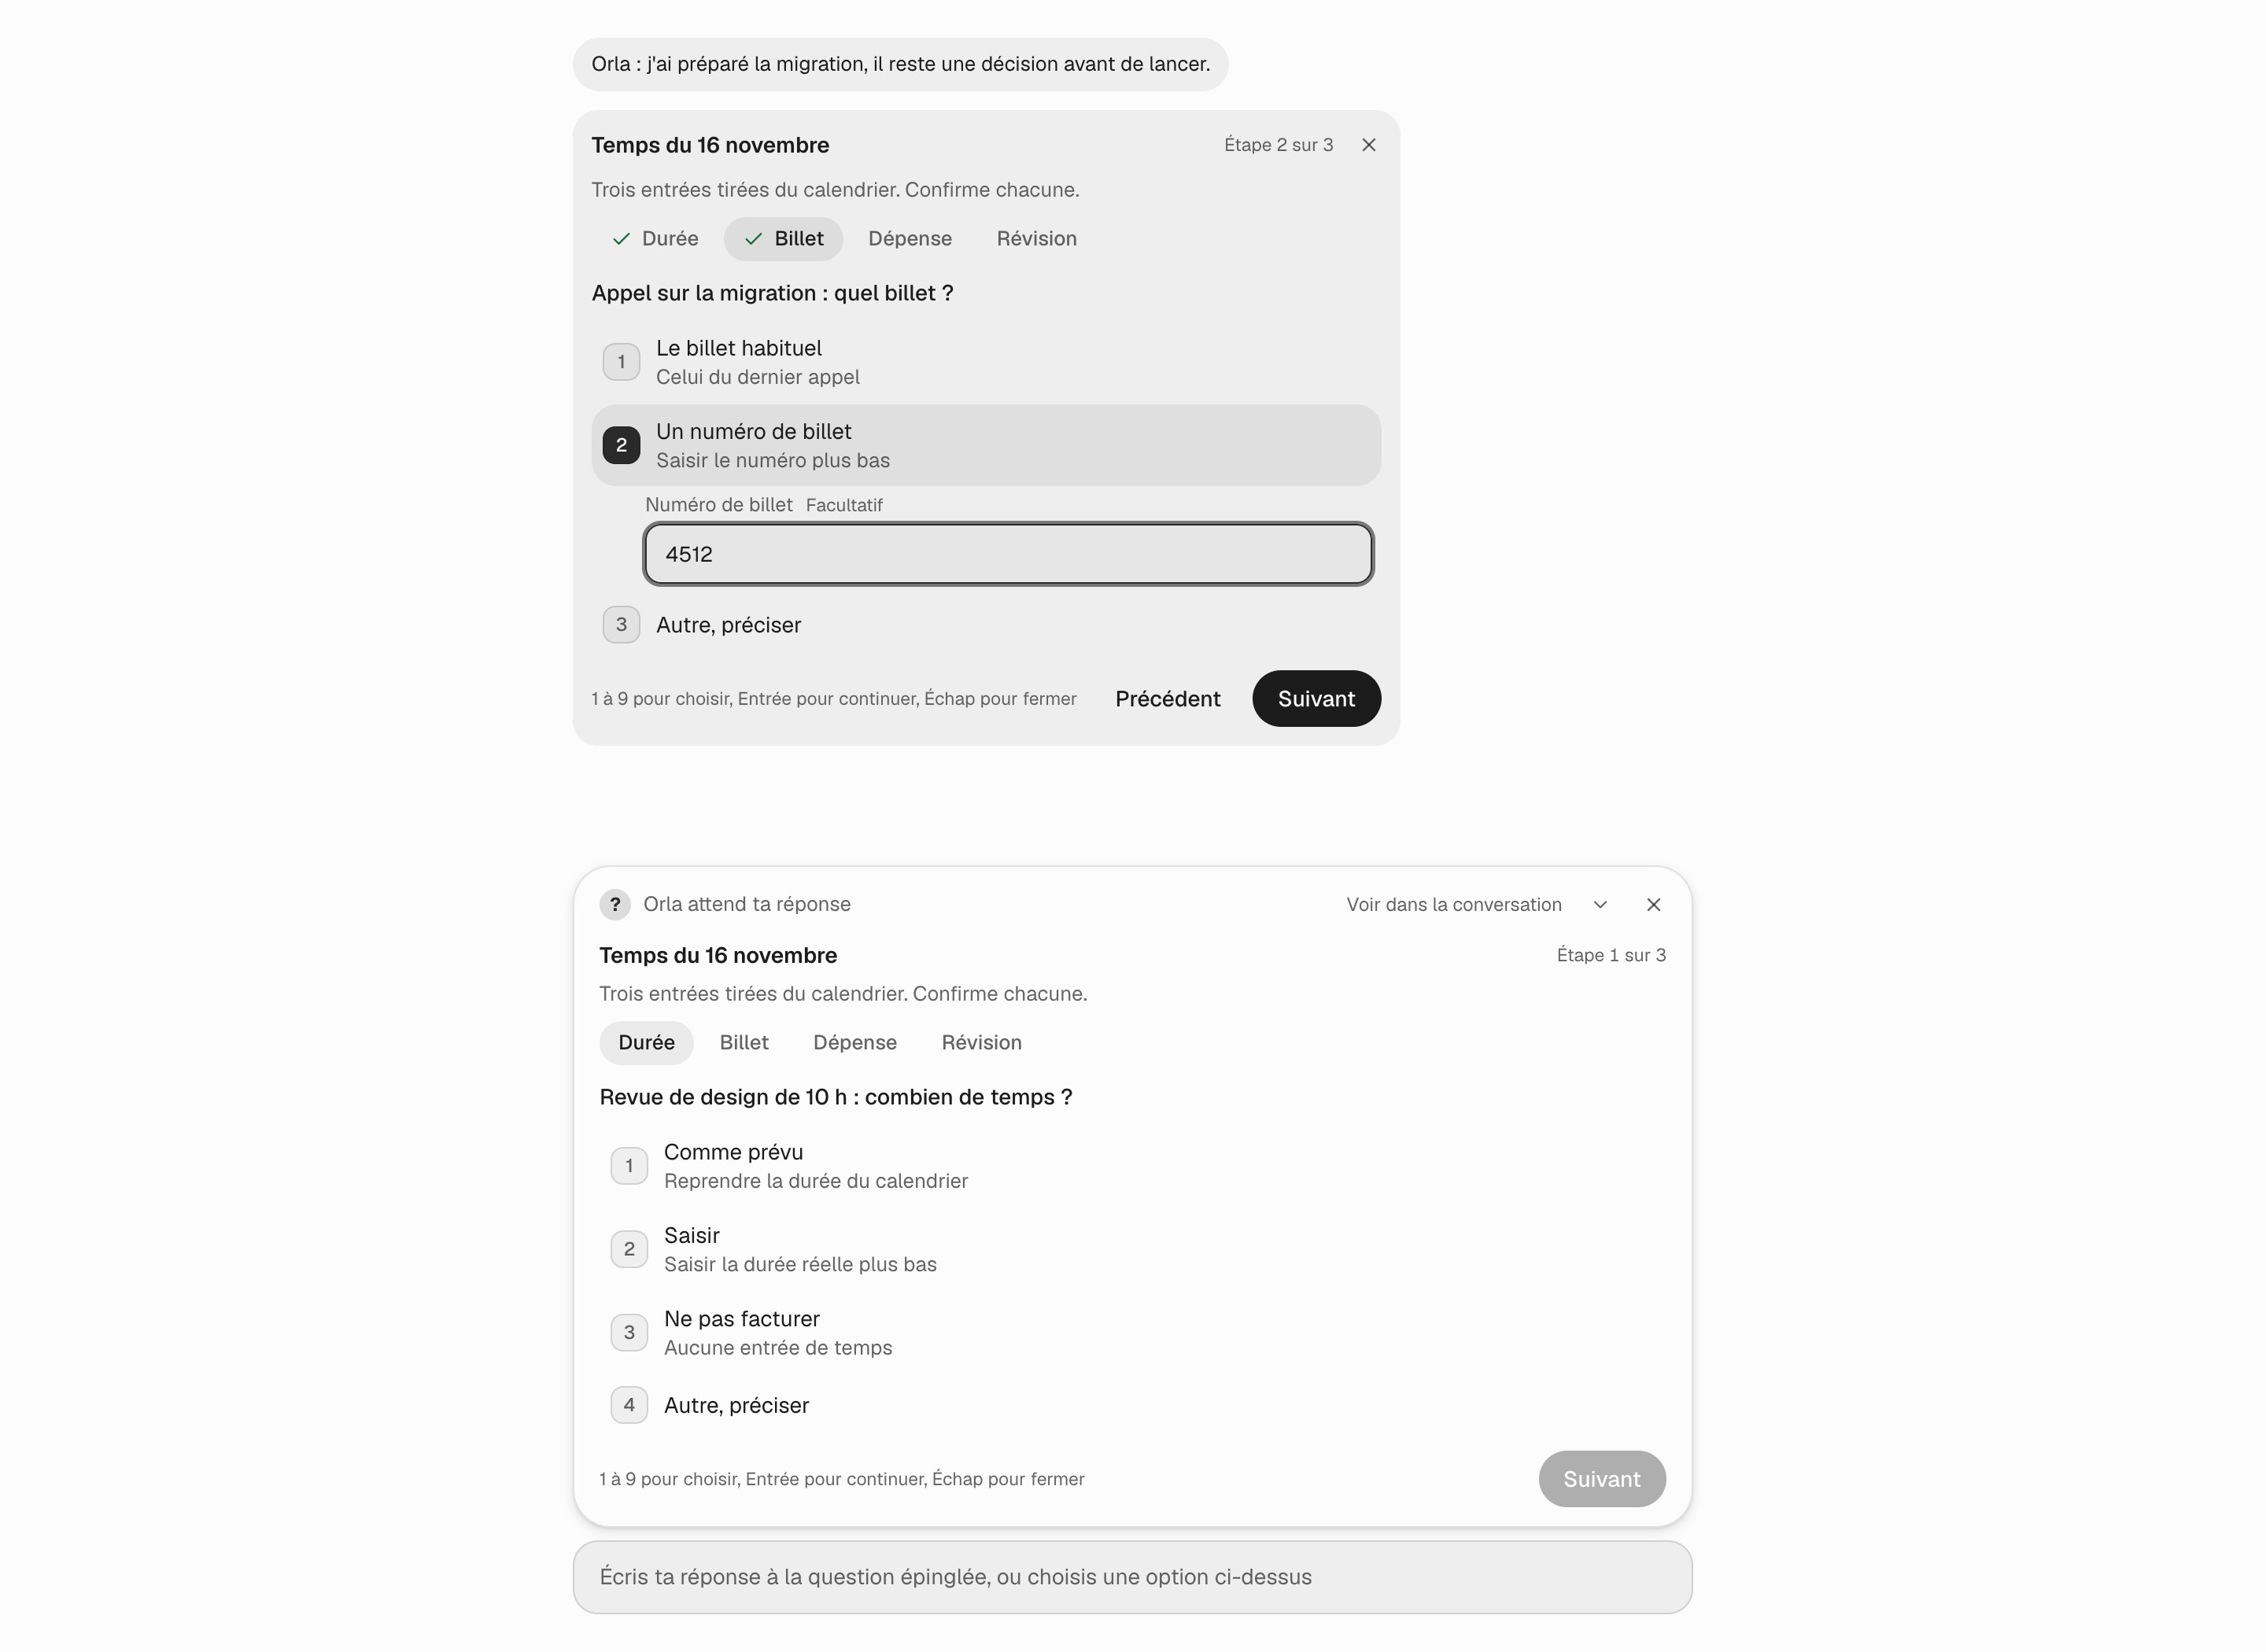 Orla : j'ai préparé la migration, il reste une décision avant de lancer.
Temps du 16 novembre
Étape 2 sur 3
Trois entrées tirées du calendrier. Confirme chacune.
Durée
Billet
Dépense
Révision
Appel sur la migration : quel billet ?
1
Le billet habituel
Celui du dernier appel
2
Un numéro de billet
Saisir le numéro plus bas
Numéro de billet Facultatif
4512
3
Autre, préciser
1 à 9 pour choisir, Entrée pour continuer, Échap pour fermer
Précédent
Suivant
? Orla attend ta réponse
Voir dans la conversation
Temps du 16 novembre
Étape 1 sur 3
Trois entrées tirées du calendrier. Confirme chacune.
Durée
Billet
Dépense
Révision
Revue de design de 10 h : combien de temps ?
1
Comme prévu
Reprendre la durée du calendrier
2
Saisir
Saisir la durée réelle plus bas
3
Ne pas facturer
Aucune entrée de temps
4
Autre, préciser
1 à 9 pour choisir, Entrée pour continuer, Échap pour fermer
Suivant
Écris ta réponse à la question épinglée, ou choisis une option ci-dessus